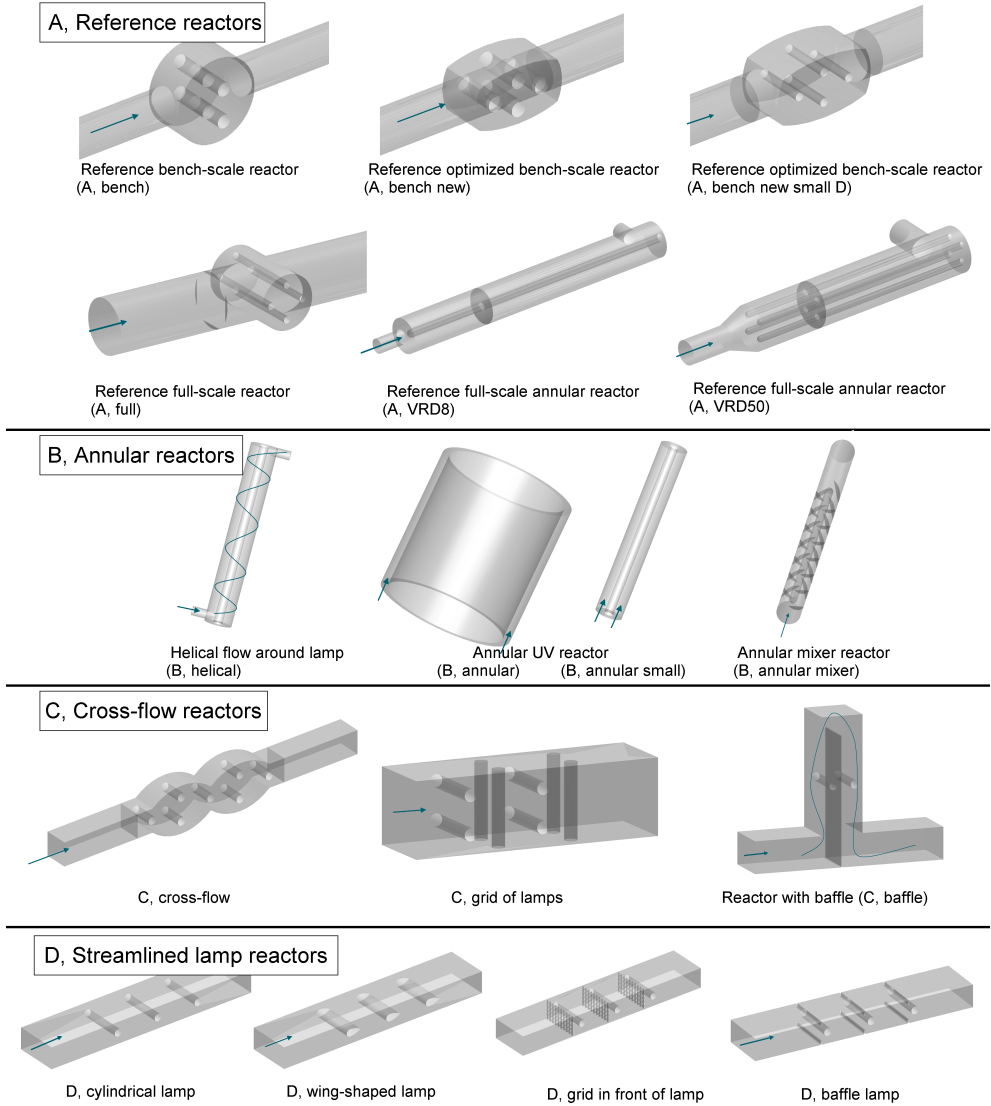 A, Reference reactors
Reference bench-scale reactor
(A, bench)
Reference optimized bench-scale reactor
(A, bench new)
Reference optimized bench-scale reactor
(A, bench new small D)
Reference full-scale reactor
(A, full)
Reference full-scale annular reactor
(A, VRD8)
Reference full-scale annular reactor
(A, VRD50)
B, Annular reactors
Helical flow around lamp
(B, helical)
Annular UV reactor
(B, annular)
(B, annular small)
Annular mixer reactor
(B, annular mixer)
C, Cross-flow reactors
C, cross-flow
C, grid of lamps
Reactor with baffle (C, baffle)
D, Streamlined lamp reactors
D, cylindrical lamp
D, wing-shaped lamp
D, grid in front of lamp
D, baffle lamp